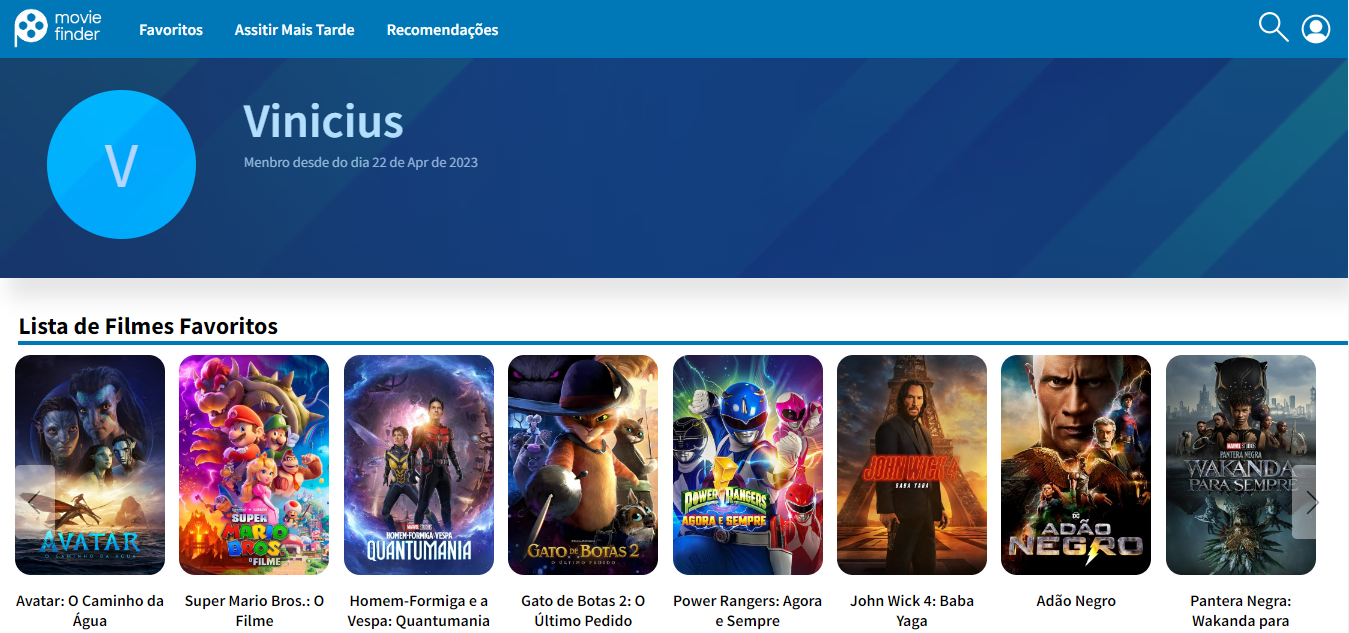 movie
finder
Favoritos
Assitir Mais Tarde
Recomendações
V
Vinicius
Menbro desde do dia 22 de Apr de 2023
Lista de Filmes Favoritos
AVATAR
O CAMINHO DA ÁGUA
SUPER
MARIO
BROS.
O FILME
MARVEL STUDIOS
HOMEM-FORMIGA E VESPA
QUANTUMANIA
GATO DE BOTAS 2
O ÚLTIMO PEDIDO
POWER RANGERS
AGORA E SEMPRE
JOHN WICK 4
BABA YAGA
DC
ADÃO
NEGRO
MARVEL STUDIOS
PANTERA NEGRA
WAKANDA
PARA SEMPRE
Avatar: O Caminho da
Água
Super Mario Bros.: O
Filme
Homem-Formiga e a
Vespa: Quantumania
Gato de Botas 2: O
Último Pedido
Power Rangers: Agora
e Sempre
John Wick 4: Baba
Yaga
Adão Negro
Pantera Negra:
Wakanda para